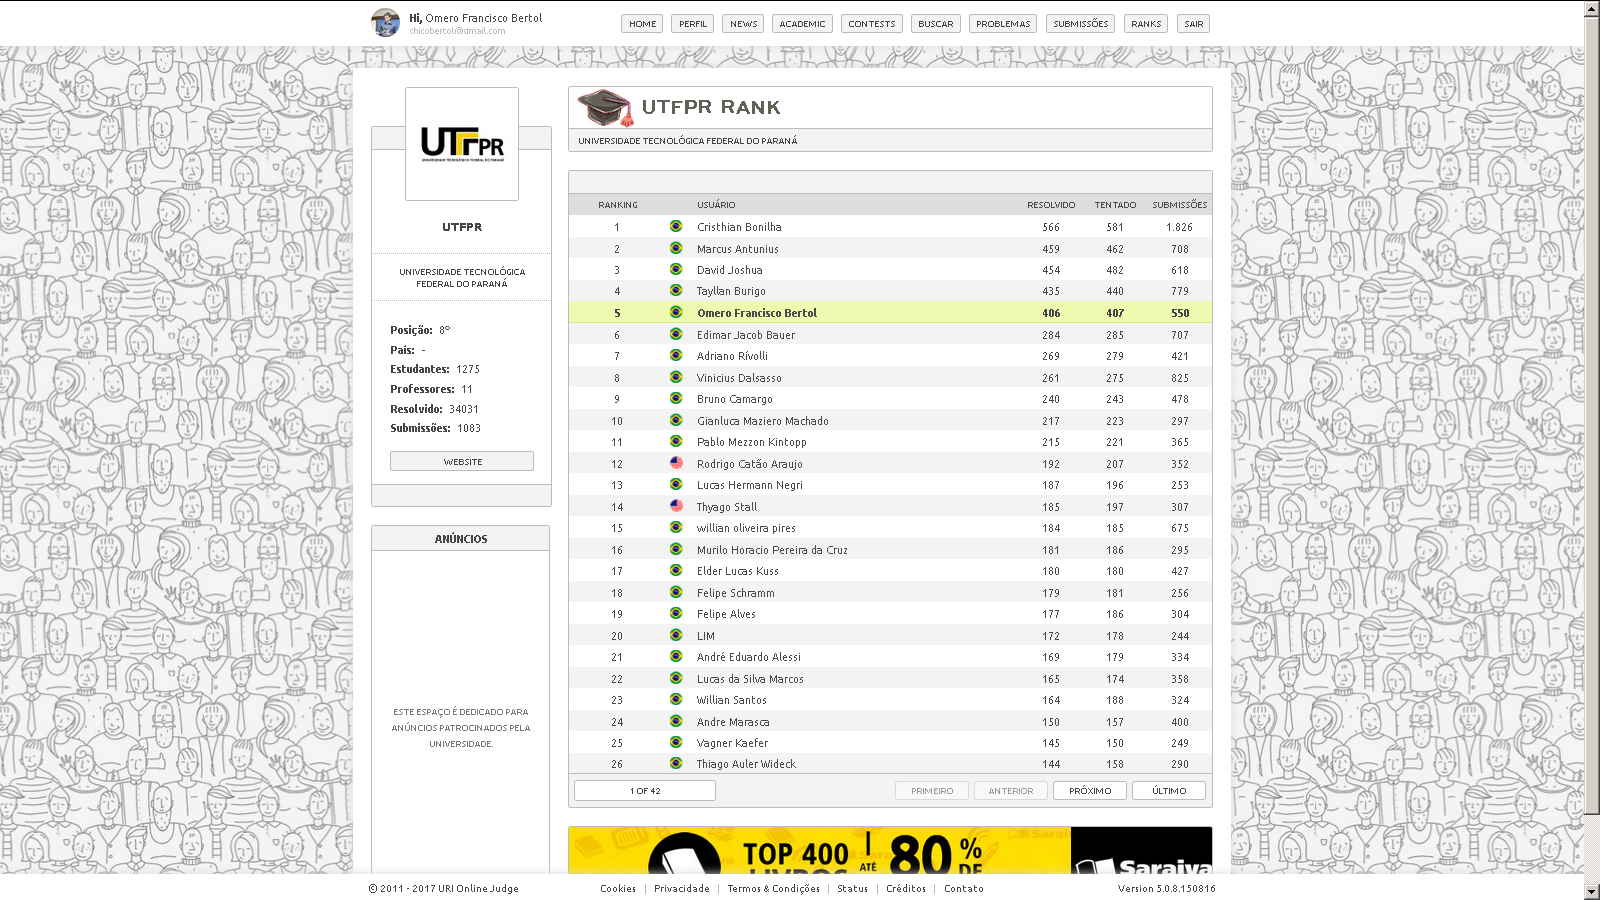 Hi, Omero Francisco Bertol
chicobertol@gmail.com
HOME PERFIL NEWS ACADEMIC CONTESTS BUSCAR PROBLEMAS SUBMISSÕES RANKS SAIR
UTFPR
UNIVERSIDADE TECNOLÓGICA FEDERAL DO PARANÁ
UTFPR
UNIVERSIDADE TECNOLÓGICA
FEDERAL DO PARANÁ
Posição: 8º
País: -
Estudantes: 1275
Professores: 11
Resolvido: 34031
Submissões: 1083
WEBSITE
ANÚNCIOS
ESTE ESPAÇO É DEDICADO PARA
ANÚNCIOS PATROCINADOS PELA
UNIVERSIDADE.
UTFPR RANK
UNIVERSIDADE TECNOLÓGICA FEDERAL DO PARANÁ
RANKING USUÁRIO RESOLVIDO TENTADO SUBMISSÕES
1 Cristhian Bonilha 566 581 1.826
2 Marcus Antunius 459 462 708
3 David Joshua 454 482 618
4 Tayllan Burigo 435 440 779
5 Omero Francisco Bertol 406 407 550
6 Edimar Jacob Bauer 284 285 707
7 Adriano Rívolli 269 279 421
8 Vinicius Dalsasso 261 275 825
9 Bruno Camargo 240 243 478
10 Gianluca Maziero Machado 217 223 297
11 Pablo Mezzon Kintopp 215 221 365
12 Rodrigo Catão Araujo 192 207 352
13 Lucas Hermann Negri 187 196 253
14 Thyago Stall 185 197 307
15 willian oliveira pires 184 185 675
16 Murilo Horacio Pereira da Cruz 181 186 295
17 Elder Lucas Kuss 180 180 427
18 Felipe Schramm 179 181 256
19 Felipe Alves 177 186 304
20 LIM 172 178 244
21 André Eduardo Alessi 169 179 334
22 Lucas da Silva Marcos 165 174 358
23 Willian Santos 164 188 324
24 Andre Marasca 150 157 400
25 Vagner Kaefer 145 150 249
26 Thiago Auler Wideck 144 158 290
1 OF 42 PRIMEIRO ANTERIOR PRÓXIMO ÚLTIMO
TOP 400 ATÉ 80% DE
LIVROS
Saraiva
© 2011 - 2017 URI Online Judge Cookies | Privacidade | Termos & Condições | Status | Créditos | Contato Version 5.0.8.150816